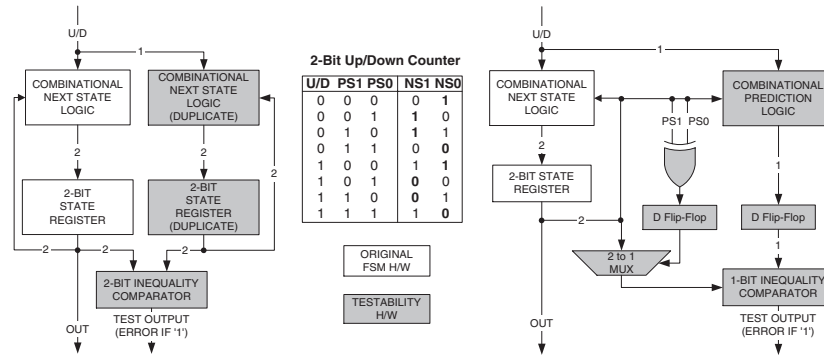 U/D
1
COMBINATIONAL
NEXT STATE
LOGIC
COMBINATIONAL
NEXT STATE
LOGIC
(DUPLICATE)
2
2
2
2-BIT
STATE
REGISTER
2-BIT
STATE
REGISTER
(DUPLICATE)
2
2
2
2-BIT INEQUALITY
COMPARATOR
OUT
TEST OUTPUT
(ERROR IF '1')
2-Bit Up/Down Counter
U/D PS1 PS0 NS1 NS0
0 0 0 0 1
0 0 1 1 0
0 1 0 1 1
0 1 1 0 0
1 0 0 1 1
1 0 1 0 0
1 1 0 0 1
1 1 1 1 0
ORIGINAL
FSM H/W
TESTABILITY
H/W
U/D
1
COMBINATIONAL
NEXT STATE
LOGIC
COMBINATIONAL
PREDICTION
LOGIC
PS1 PS0
2
1
2-BIT STATE
REGISTER
D Flip-Flop
D Flip-Flop
2
1
2 to 1
MUX
1-BIT INEQUALITY
COMPARATOR
OUT
TEST OUTPUT
(ERROR IF '1')